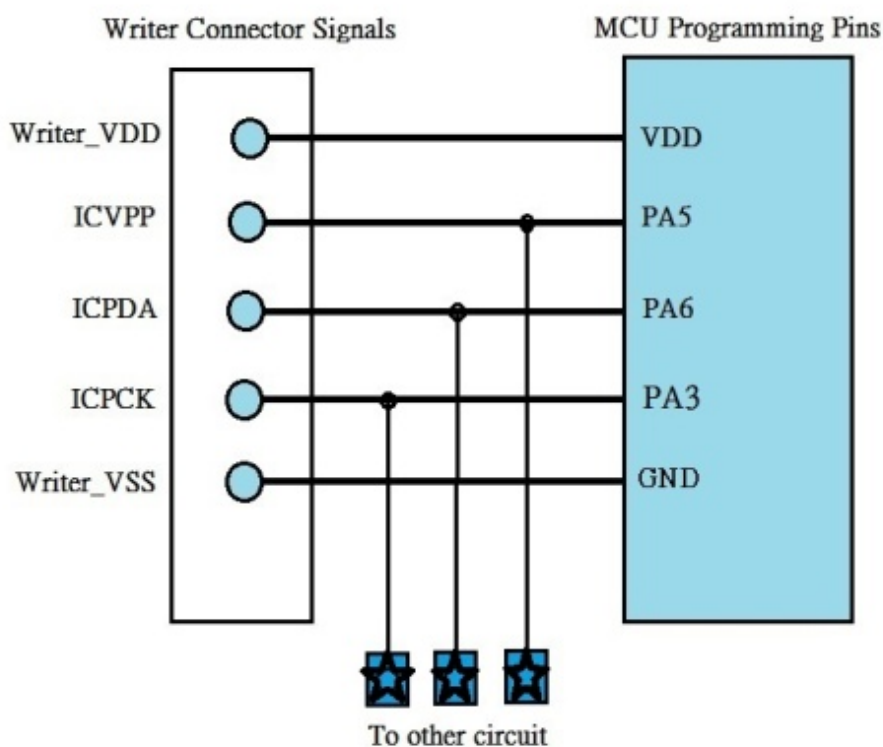 Writer Connector Signals
MCU Programming Pins
Writer_VDD
VDD
ICVPP
PA5
ICPDA
PA6
ICPCK
PA3
Writer_VSS
GND
To other circuit